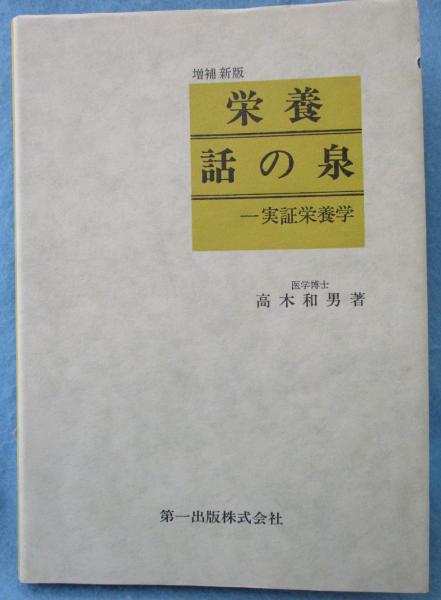 増補新版
栄養
話の泉
―実証栄養学
医学博士
高木和男著
第一出版株式会社